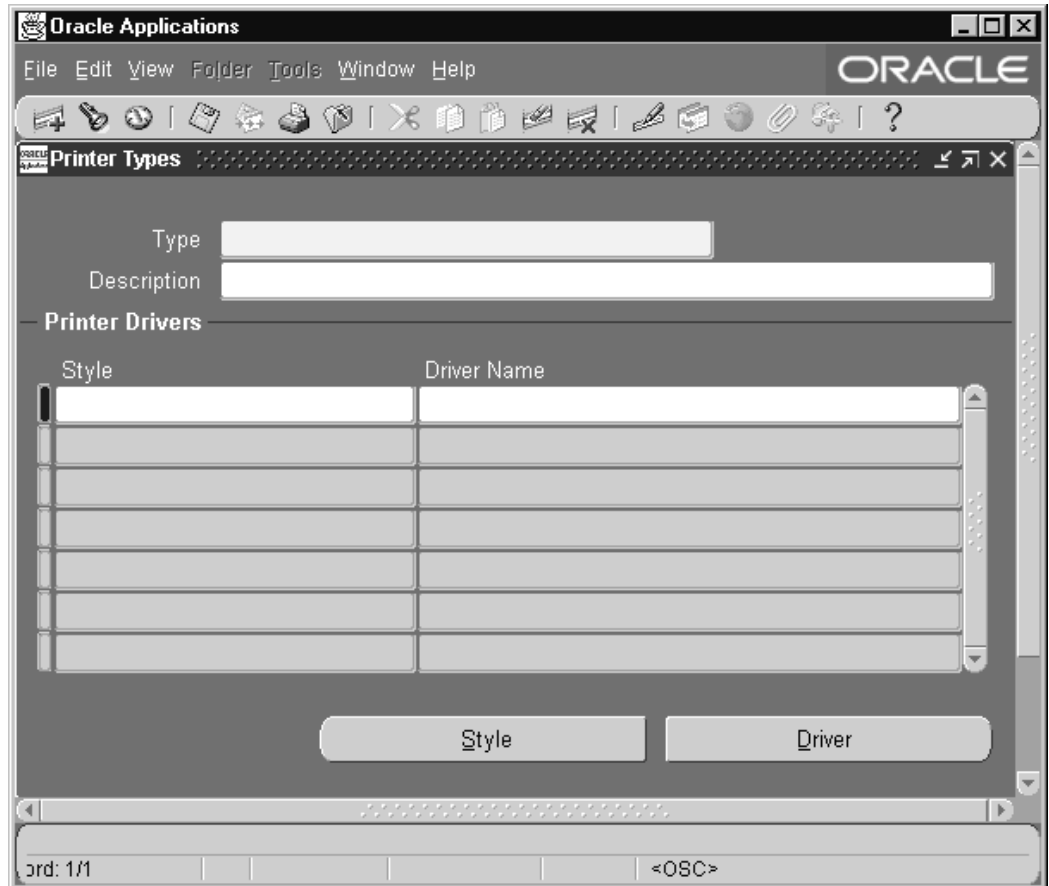 Oracle Applications
File Edit View Folder Tools Window Help
ORACLE
?
Printer Types
Type
Description
Printer Drivers
Style Driver Name
Style Driver
ord: 1/1 <OSC>